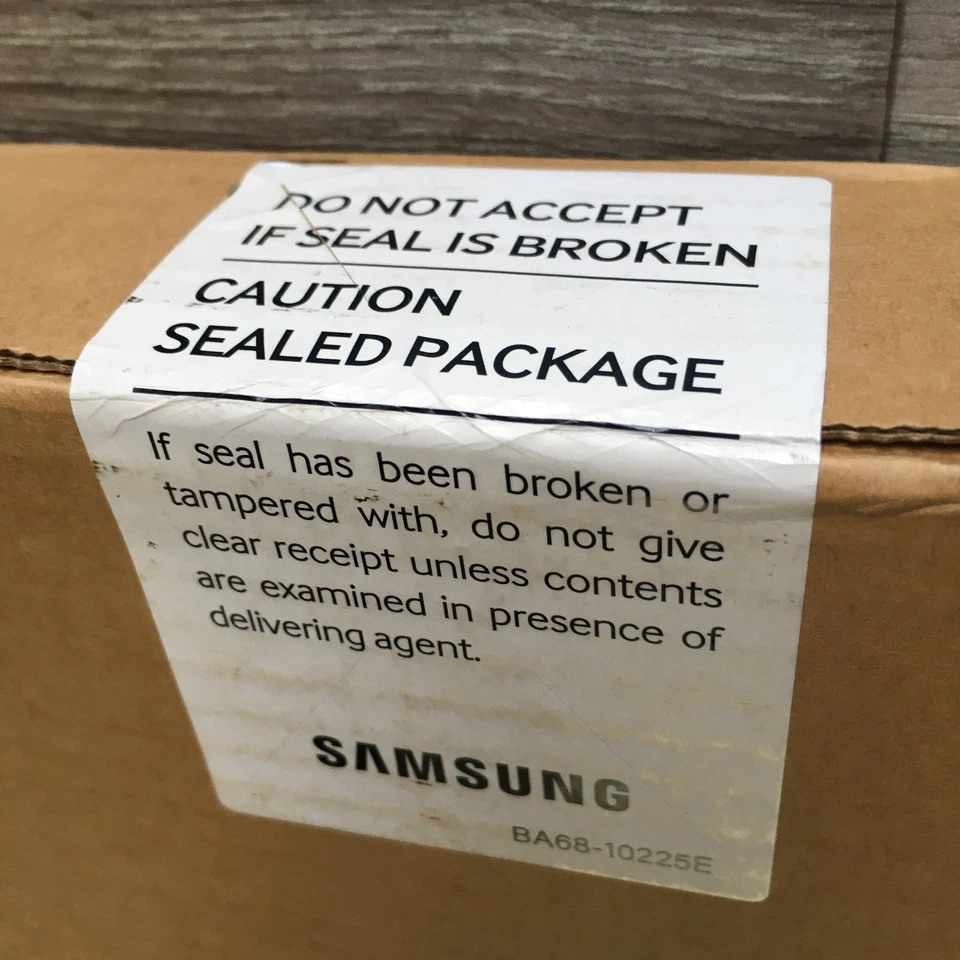 DO NOT ACCEPT
IF SEAL IS BROKEN
CAUTION
SEALED PACKAGE
If seal has been broken or
tampered with, do not give
clear receipt unless contents
are examined in presence of
delivering agent.
SAMSUNG
BA68-10225E